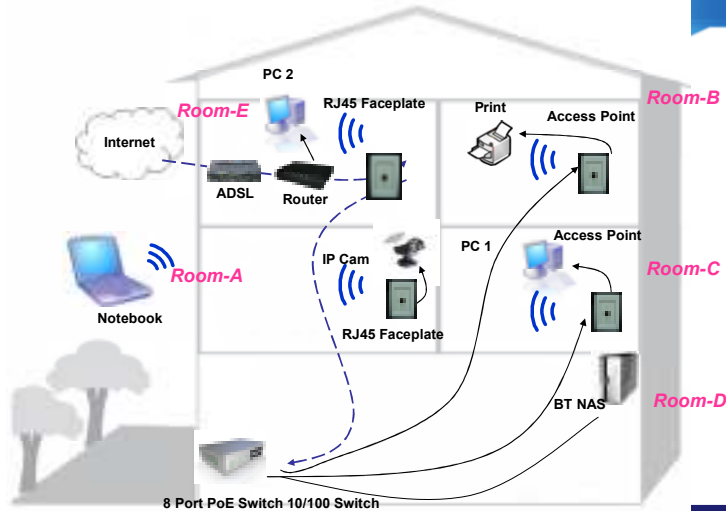 PC 2
Room-E
RJ45 Faceplate
Print
Room-B
Access Point
Internet
ADSL
Router
Room-A
IP Cam
PC 1
Access Point
Room-C
Notebook
RJ45 Faceplate
BT NAS
Room-D
8 Port PoE Switch 10/100 Switch